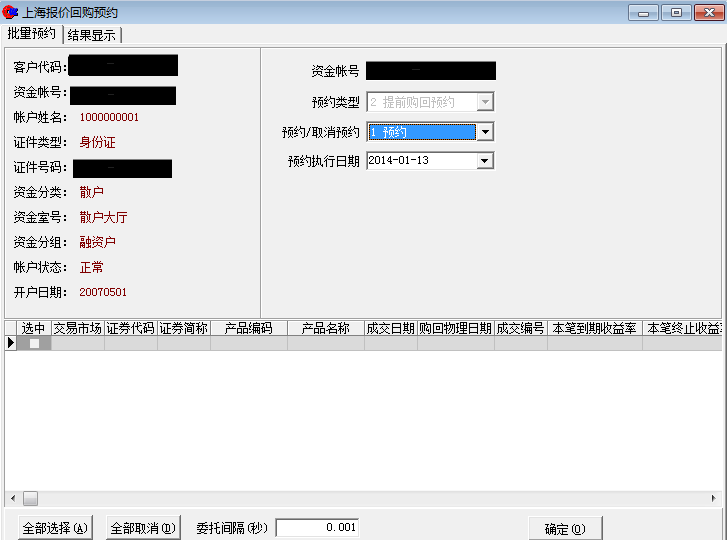 上海报价回购预约
批量预约 结果显示
客户代码:
资金帐号:
帐户姓名: 1000000001
证件类型: 身份证
证件号码:
资金分类: 散户
资金室号: 散户大厅
资金分组: 融资户
帐户状态: 正常
开户日期: 20070501
资金帐号
预约类型 2 提前购回预约
预约/取消预约 1 预约
预约执行日期 2014-01-13
选中 交易市场 证券代码 证券简称 产品编码 产品名称 成交日期 购回物理日期 成交编号 本笔到期收益率 本笔终止收益
全部选择(A) 全部取消(D) 委托间隔(秒) 0.001 确定(O)